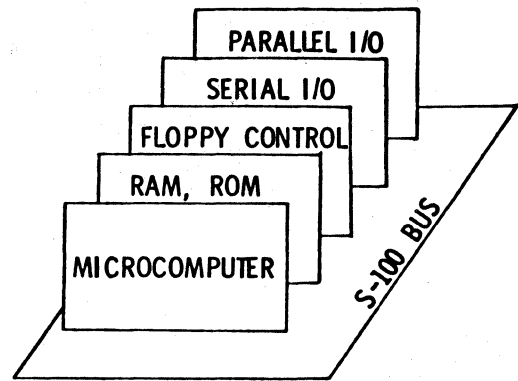 PARALLEL I/O
SERIAL I/O
FLOPPY CONTROL
RAM, ROM
MICROCOMPUTER
S-100 BUS